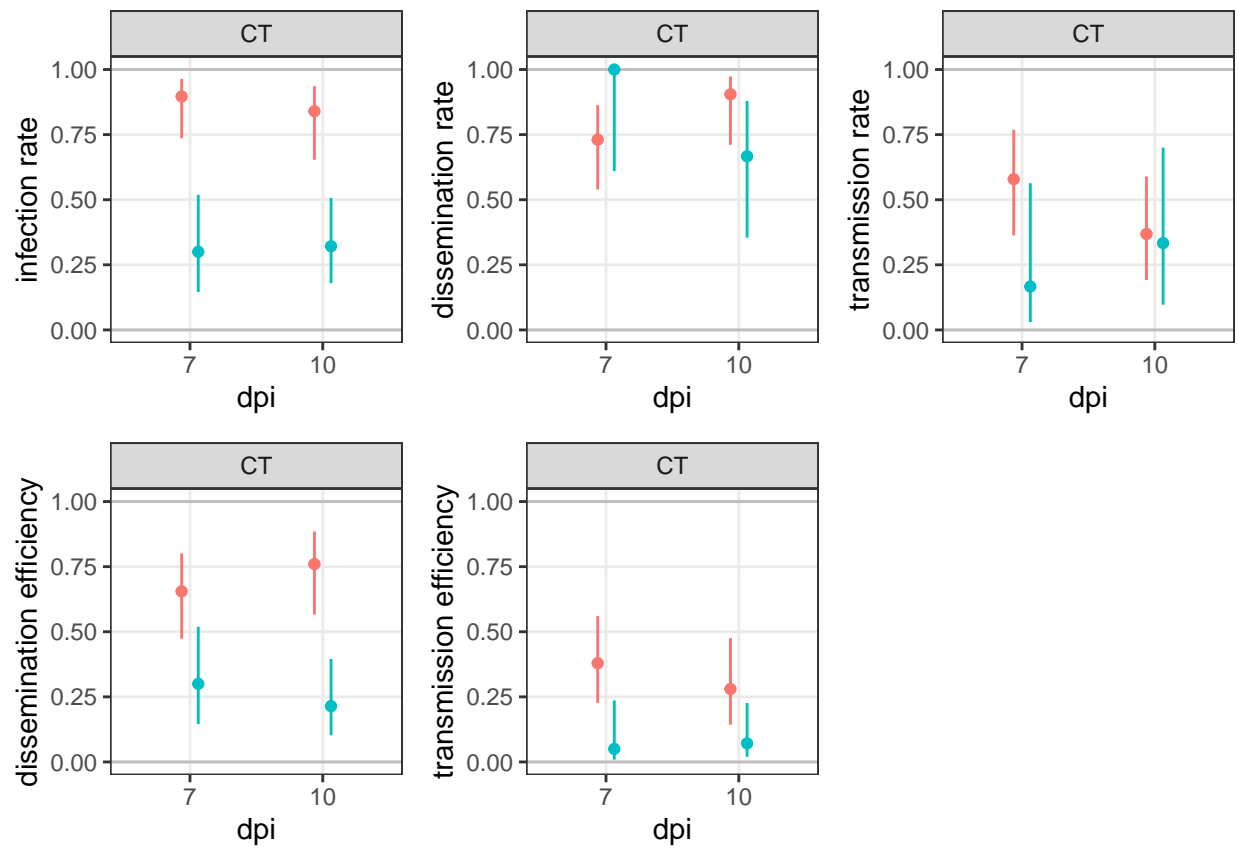 CT
infection rate
1.00
0.75
0.50
0.25
0.00
7 10
dpi
CT
dissemination rate
1.00
0.75
0.50
0.25
0.00
7 10
dpi
CT
transmission rate
1.00
0.75
0.50
0.25
0.00
7 10
dpi
CT
dissemination efficiency
1.00
0.75
0.50
0.25
0.00
7 10
dpi
CT
transmission efficiency
1.00
0.75
0.50
0.25
0.00
7 10
dpi